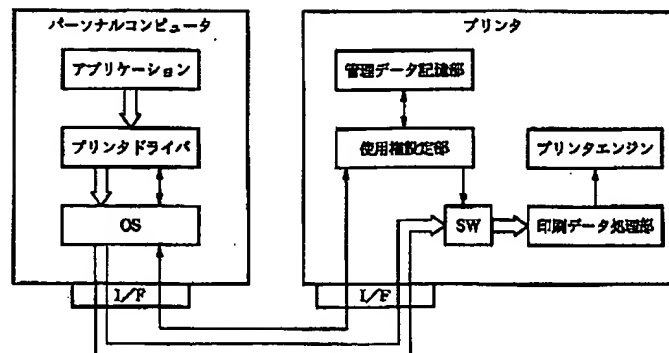 パーソナルコンピュータ
アプリケーション
プリンタドライバ
OS
I/F
プリンタ
管理データ記憶部
使用権設定部
プリンタエンジン
SW
印刷データ処理部
I/F